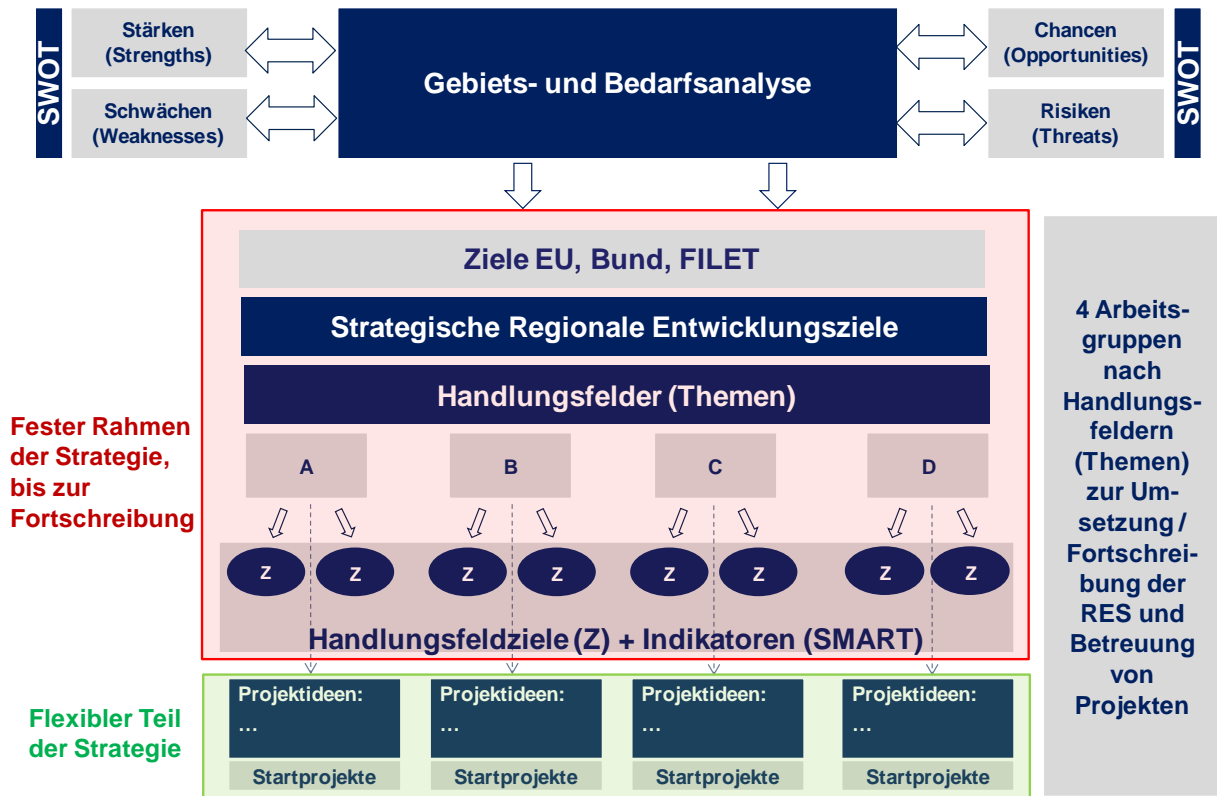 SWOT
Stärken
(Strengths)
Schwächen
(Weaknesses)
Gebiets- und Bedarfsanalyse
Chancen
(Opportunities)
Risiken
(Threats)
SWOT
Ziele EU, Bund, FILET
Strategische Regionale Entwicklungsziele
Handlungsfelder (Themen)
Fester Rahmen
der Strategie,
bis zur
Fortschreibung
A
B
C
D
Z
Z
Z
Z
Z
Z
Z
Z
Handlungsfeldziele (Z) + Indikatoren (SMART)
4 Arbeits-
gruppen
nach
Handlungs-
feldern
(Themen)
zur Um-
setzung /
Fortschrei-
bung der
RES und
Betreuung
von
Projekten
Flexibler Teil
der Strategie
Projektideen:
…
Startprojekte
Projektideen:
…
Startprojekte
Projektideen:
…
Startprojekte
Projektideen:
…
Startprojekte